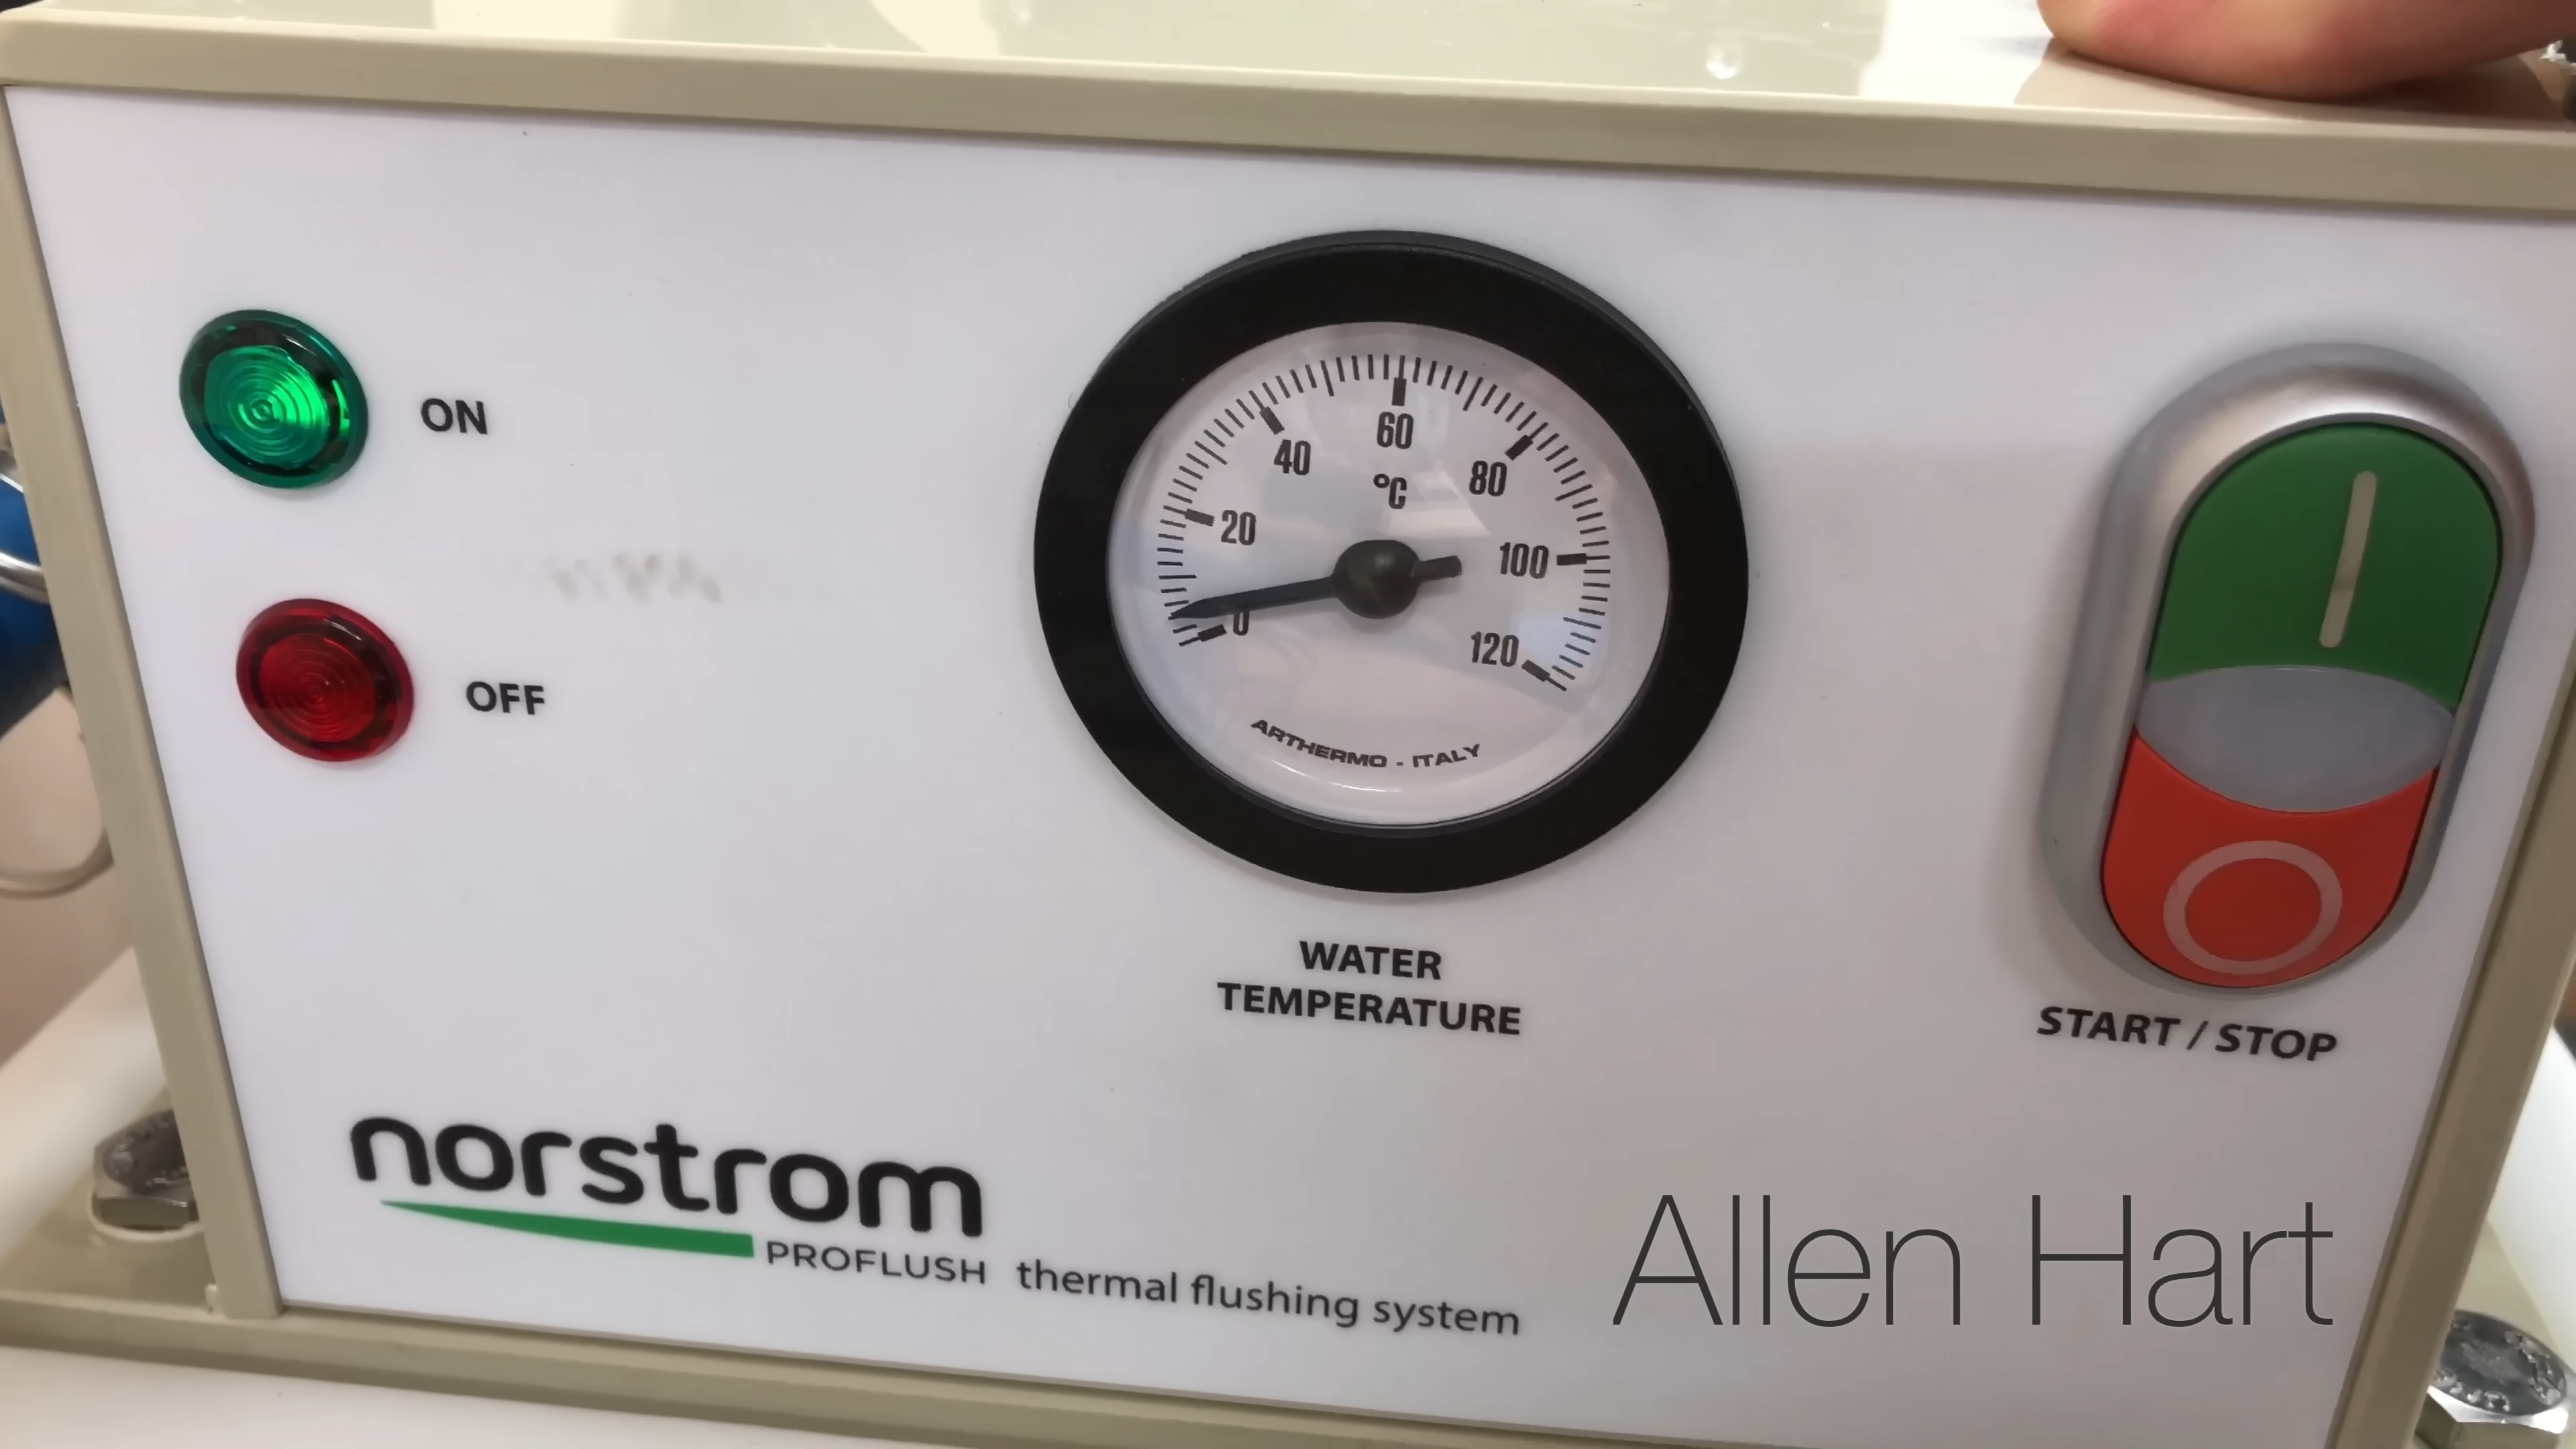 ON
OFF
0
20
40
60
80
100
120
°C
ARTHERMO - ITALY
WATER
TEMPERATURE
START / STOP
norstrom
PROFLUSH thermal flushing system
Allen Hart